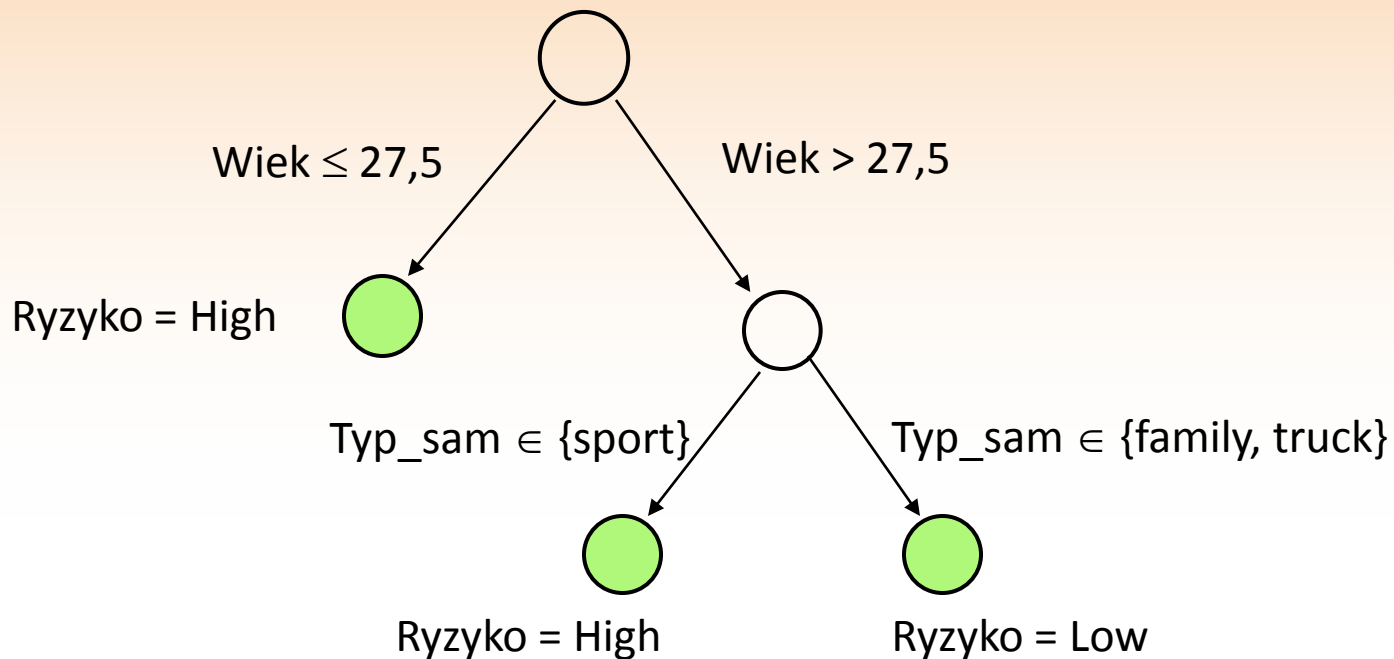 Wiek ≤ 27,5
Wiek > 27,5
Ryzyko = High
Typ_sam ∈ {sport}
Typ_sam ∈ {family, truck}
Ryzyko = High
Ryzyko = Low